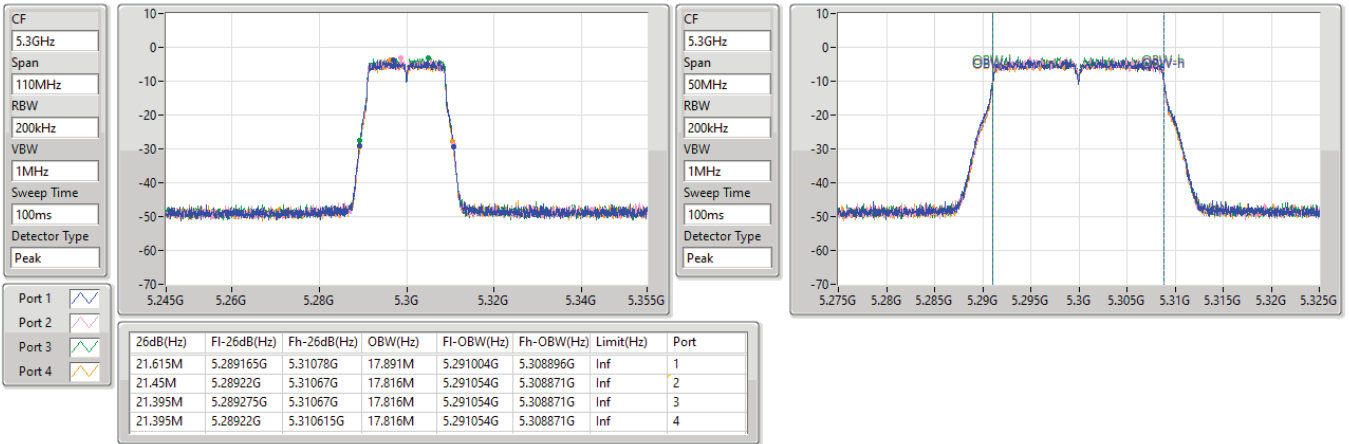 CF
5.3GHz
Span
110MHz
RBW
200kHz
VBW
1MHz
Sweep Time
100ms
Detector Type
Peak
10
0
-10
-20
-30
-40
-50
-60
-70
5.245G 5.26G 5.28G 5.3G 5.32G 5.34G 5.355G
CF
5.3GHz
Span
50MHz
RBW
200kHz
VBW
1MHz
Sweep Time
100ms
Detector Type
Peak
10
0
-10
-20
-30
-40
-50
-60
-70
OBW-l OBW-h
5.275G 5.28G 5.285G 5.29G 5.295G 5.3G 5.305G 5.31G 5.315G 5.32G 5.325G
Port 1
Port 2
Port 3
Port 4
26dB(Hz) Fl-26dB(Hz) Fh-26dB(Hz) OBW(Hz) Fl-OBW(Hz) Fh-OBW(Hz) Limit(Hz) Port
21.615M 5.289165G 5.31078G 17.891M 5.291004G 5.308896G Inf 1
21.45M 5.28922G 5.31067G 17.816M 5.291054G 5.308871G Inf 2
21.395M 5.289275G 5.31067G 17.816M 5.291054G 5.308871G Inf 3
21.395M 5.28922G 5.310615G 17.816M 5.291054G 5.308871G Inf 4